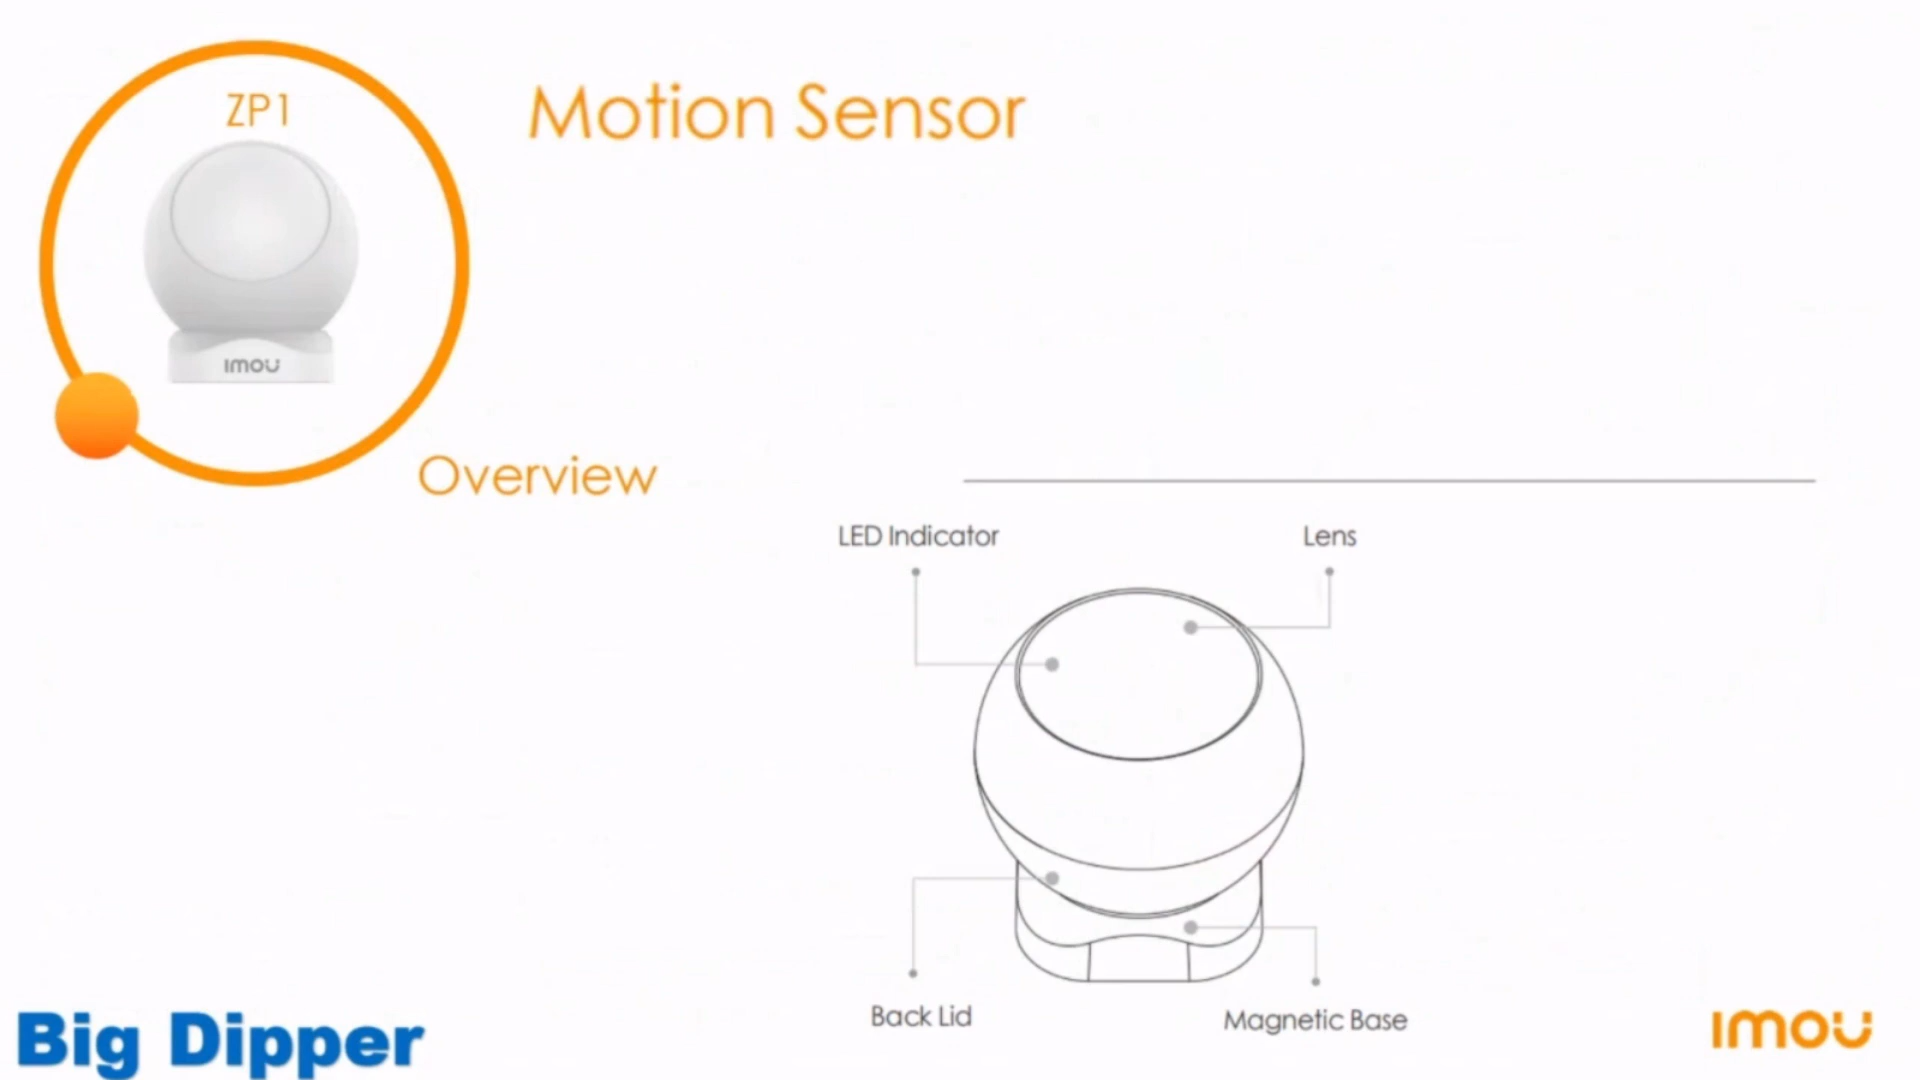 ZP1
Motion Sensor
imou
Overview
LED Indicator
Lens
Back Lid
Magnetic Base
Big Dipper
imou